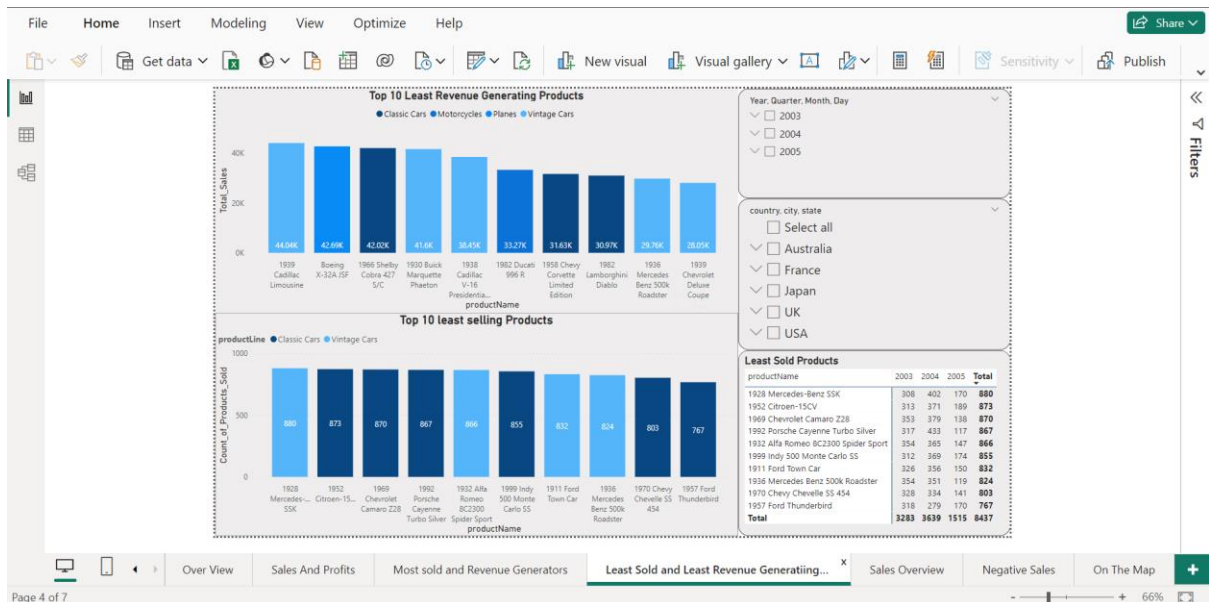 File Home Insert Modeling View Optimize Help Share
Get data New visual Visual gallery Sensitivity Publish
Filters
Top 10 Least Revenue Generating Products
Classic Cars Motorcycles Planes Vintage Cars
Total_Sales
40K
20K
0K
44.04K 42.69K 42.02K 41.6K 38.45K 33.27K 31.63K 30.97K 29.76K 28.05K
1939 Boeing 1966 Shelby 1930 Buick 1938 1982 Ducati 1958 Chevy 1982 1936 1939
Cadillac X-32A JSF Cobra 427 Marquette Cadillac 996 R Corvette Lamborghini Mercedes Chevrolet
Limousine S/C Phaeton V-16 Limited Diablo Benz 500k Deluxe
Presidentia... Edition Roadster Coupe
productName
Top 10 least selling Products
productLine Classic Cars Vintage Cars
Count_of_Products_Sold
1000
500
0
880 873 870 867 866 855 832 824 803 767
1928 1952 1969 1992 1932 Alfa 1999 Indy 1911 Ford 1936 1970 Chevy 1957 Ford
Mercedes-... Citroen-15... Chevrolet Porsche Romeo 500 Monte Town Car Mercedes Chevelle SS Thunderbird
SSK Camaro Z28 Cayenne 8C2300 Carlo SS Benz 500k 454
Turbo Silver Spider Sport Roadster
productName
Year, Quarter, Month, Day
2003
2004
2005
country, city, state
Select all
Australia
France
Japan
UK
USA
Least Sold Products
productName 2003 2004 2005 Total
1928 Mercedes-Benz SSK 308 402 170 880
1952 Citroen-15CV 313 371 189 873
1969 Chevrolet Camaro Z28 353 379 138 870
1992 Porsche Cayenne Turbo Silver 317 433 117 867
1932 Alfa Romeo 8C2300 Spider Sport 354 365 147 866
1999 Indy 500 Monte Carlo SS 312 369 174 855
1911 Ford Town Car 326 356 150 832
1936 Mercedes Benz 500k Roadster 354 351 119 824
1970 Chevy Chevelle SS 454 328 334 141 803
1957 Ford Thunderbird 318 279 170 767
Total 3283 3639 1515 8437
Over View Sales And Profits Most sold and Revenue Generators Least Sold and Least Revenue Generatiing... x Sales Overview Negative Sales On The Map +
Page 4 of 7 - + 66%